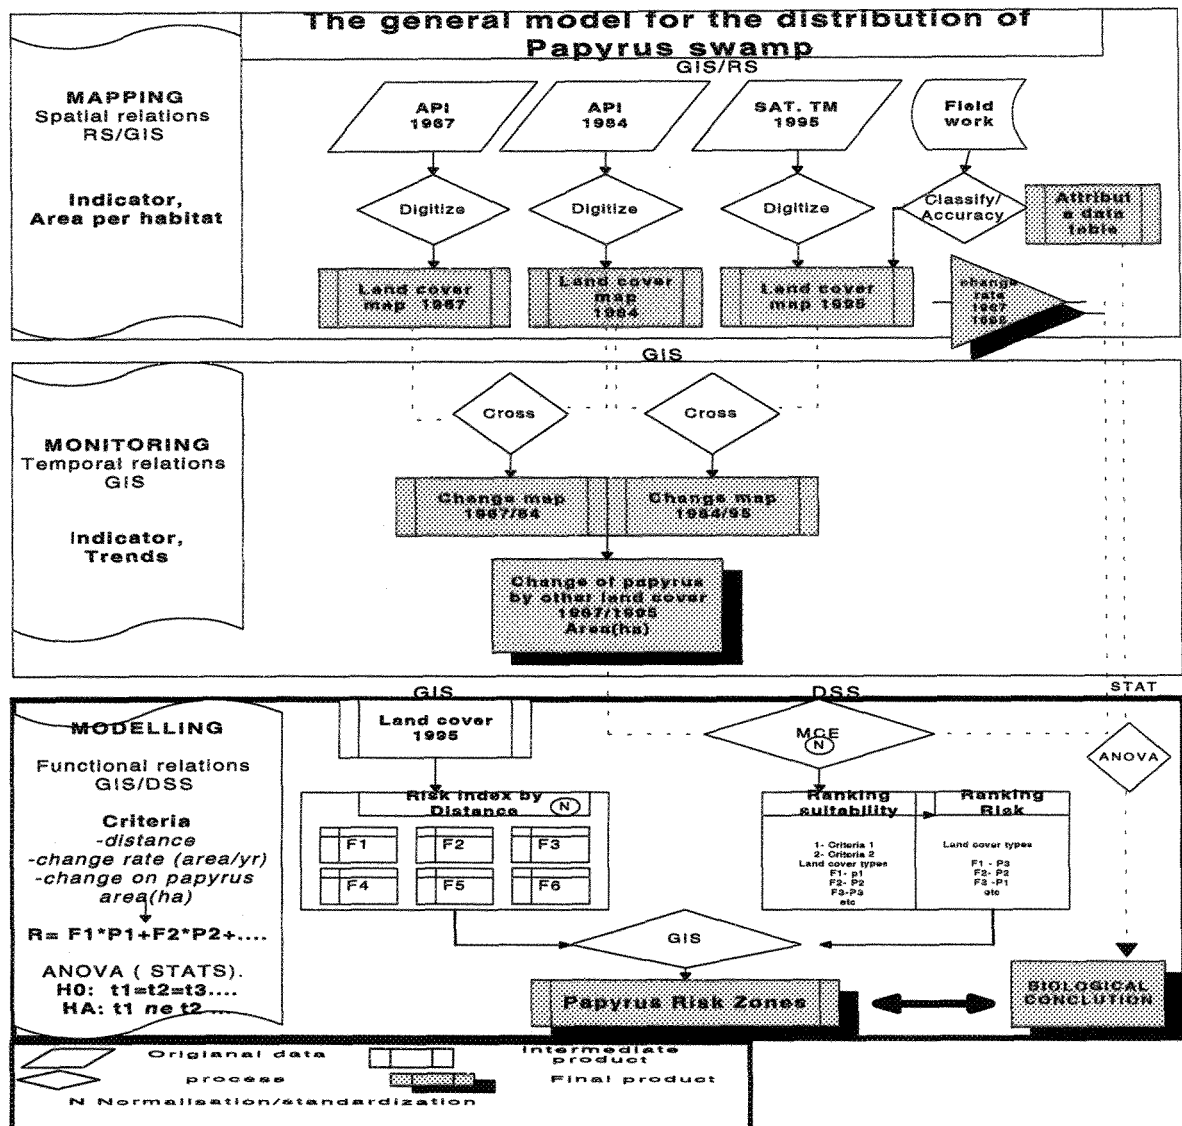 The general model for the distribution of
Papyrus swamp
GIS/RS
MAPPING
Spatial relations
RS/GIS
Indicator,
Area per habitat
API
1967
API
1984
SAT. TM
1995
Field
work
Digitize
Digitize
Digitize
Classify/
Accuracy
Attribut
e data
table
Land cover
map 1967
Land cover
map
1984
Land cover
map 1995
change
rate
1967
GIS
MONITORING
Temporal relations
GIS
Indicator,
Trends
Cross
Cross
Change map
1967/84
Change map
1984/95
Change of papyrus
by other land cover
1967/1995
Area(ha)
GIS
DSS
STAT
MODELLING
Functional relations
GIS/DSS
Criteria
-distance
-change rate (area/yr)
-change on papyrus
area(ha)
R= F1*P1+F2*P2+....
ANOVA ( STATS).
H0: t1=t2=t3....
HA: t1 ne t2....
Land cover
1995
MCE
N
ANOVA
Risk index by
Distance
N
F1
F2
F3
F4
F5
F6
Ranking
suitability
Ranking
Risk
1- Criteria 1
2- Criteria 2
Land cover types
F1- p1
F2- P2
F3-P3
etc
Land cover types
F1 - P3
F2- P2
F3 -P1
etc
GIS
Papyrus Risk Zones
BIOLOGICAL
CONCLUTION
Origianal data
Intermediate
product
process
Final product
N Normalisation/standardization